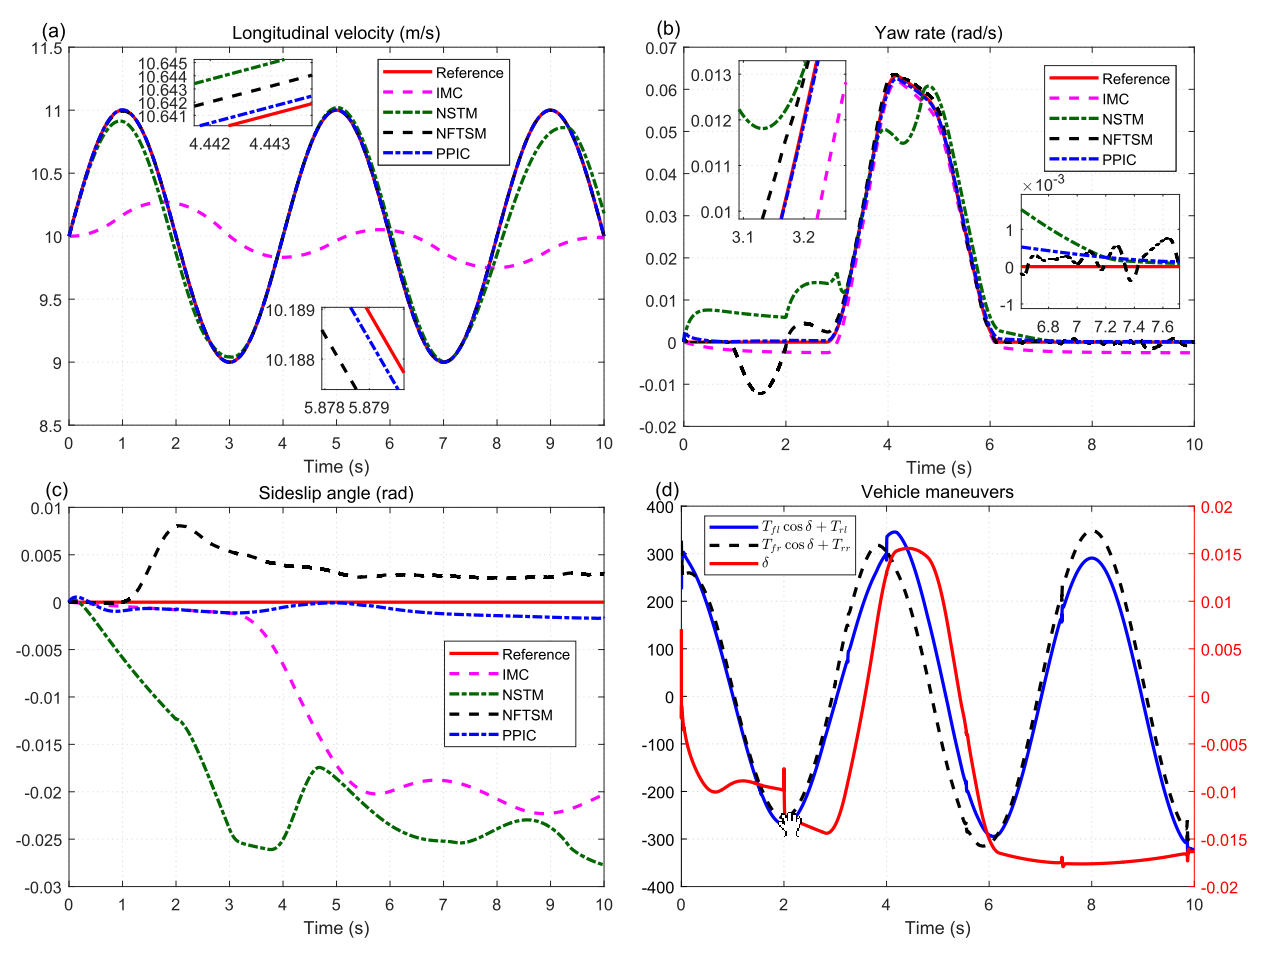 (a)
Longitudinal velocity (m/s)
11.5
11
10.5
10
9.5
9
8.5
10.645
10.644
10.643
10.642
10.641
4.442 4.443
Reference
IMC
NSTM
NFTSM
PPIC
10.189
10.188
5.878 5.879
0 1 2 3 4 5 6 7 8 9 10
Time (s)
(b)
Yaw rate (rad/s)
0.07
0.06
0.05
0.04
0.03
0.02
0.01
0
-0.01
-0.02
0.013
0.012
0.011
0.01
3.1 3.2
Reference
IMC
NSTM
NFTSM
PPIC
×10⁻³
1
0
-1
6.8 7 7.2 7.4 7.6
0 2 4 6 8 10
Time (s)
(c)
Sideslip angle (rad)
0.01
0.005
0
-0.005
-0.01
-0.015
-0.02
-0.025
-0.03
Reference
IMC
NSTM
NFTSM
PPIC
0 1 2 3 4 5 6 7 8 9 10
Time (s)
(d)
Vehicle maneuvers
400
300
200
100
0
-100
-200
-300
-400
T_{fl} cos δ + T_{rl}
T_{fr} cos δ + T_{rr}
δ
0.02
0.015
0.01
0.005
0
-0.005
-0.01
-0.015
-0.02
0 2 4 6 8 10
Time (s)